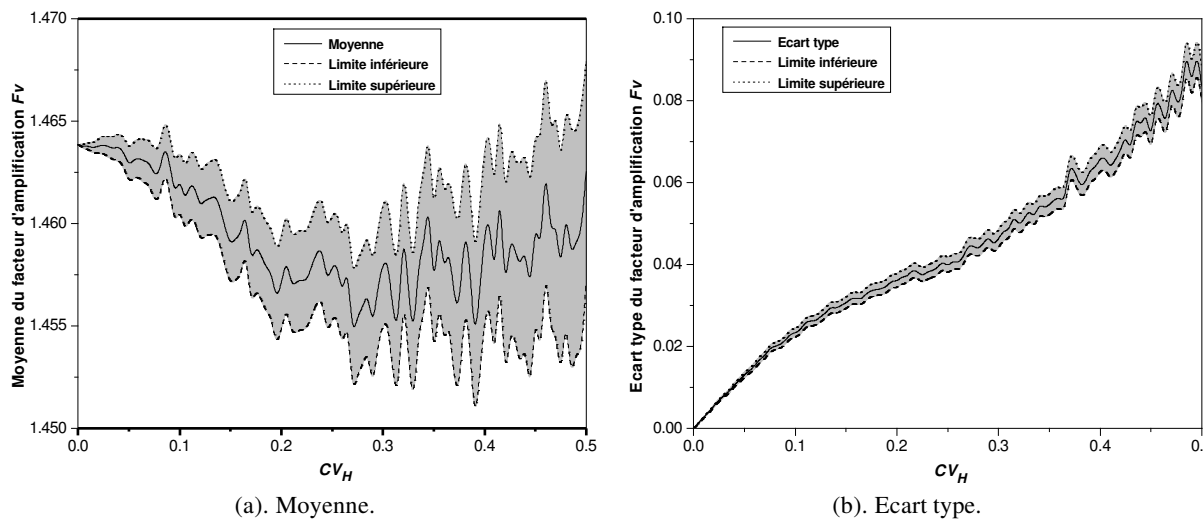 1.470
1.465
1.460
1.455
1.450
Moyenne du facteur d'amplification Fv
Moyenne
Limite inférieure
Limite supérieure
0.0 0.1 0.2 0.3 0.4 0.5
CV_H
(a). Moyenne.
0.10
0.08
0.06
0.04
0.02
0.00
Ecart type du facteur d'amplification Fv
Ecart type
Limite inférieure
Limite supérieure
0.0 0.1 0.2 0.3 0.4 0.
CV_H
(b). Ecart type.